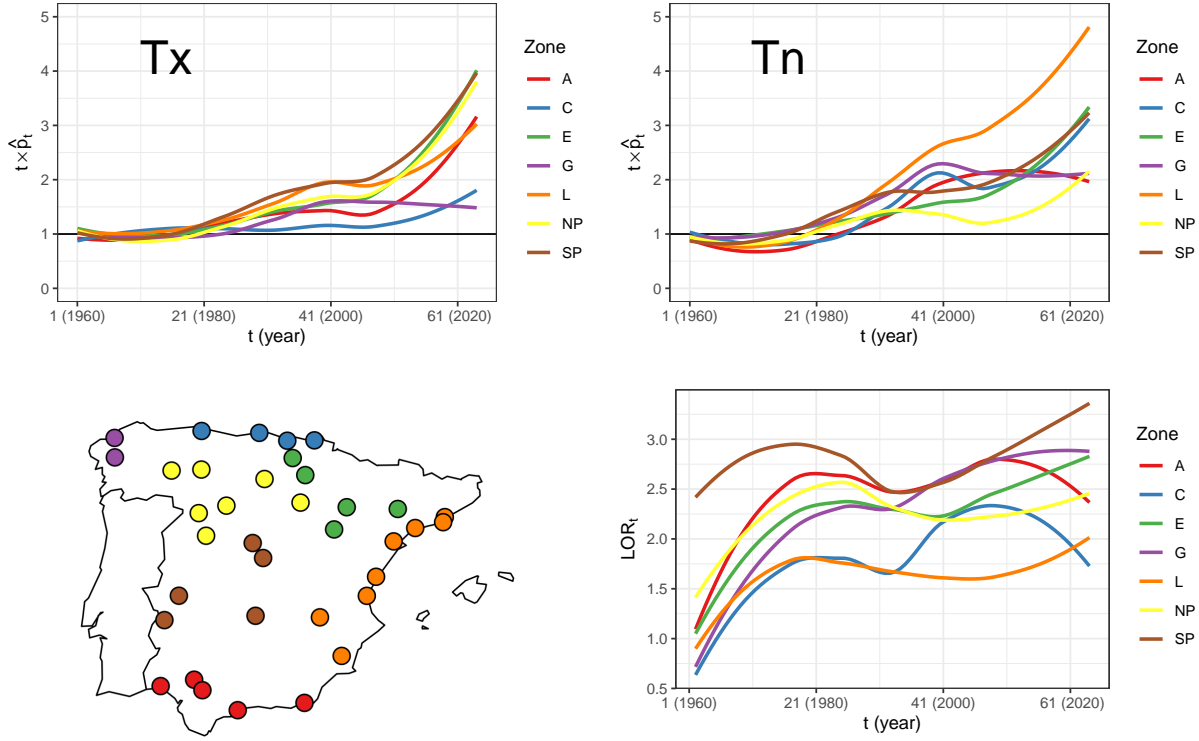 Tx
5
4
3
2
1
0
t × p̂t
1 (1960) 21 (1980) 41 (2000) 61 (2020)
t (year)
Zone
A
C
E
G
L
NP
SP
Tn
5
4
3
2
1
0
t × p̂t
1 (1960) 21 (1980) 41 (2000) 61 (2020)
t (year)
Zone
A
C
E
G
L
NP
SP
3.0
2.5
2.0
1.5
1.0
0.5
LORt
1 (1960) 21 (1980) 41 (2000) 61 (2020)
t (year)
Zone
A
C
E
G
L
NP
SP